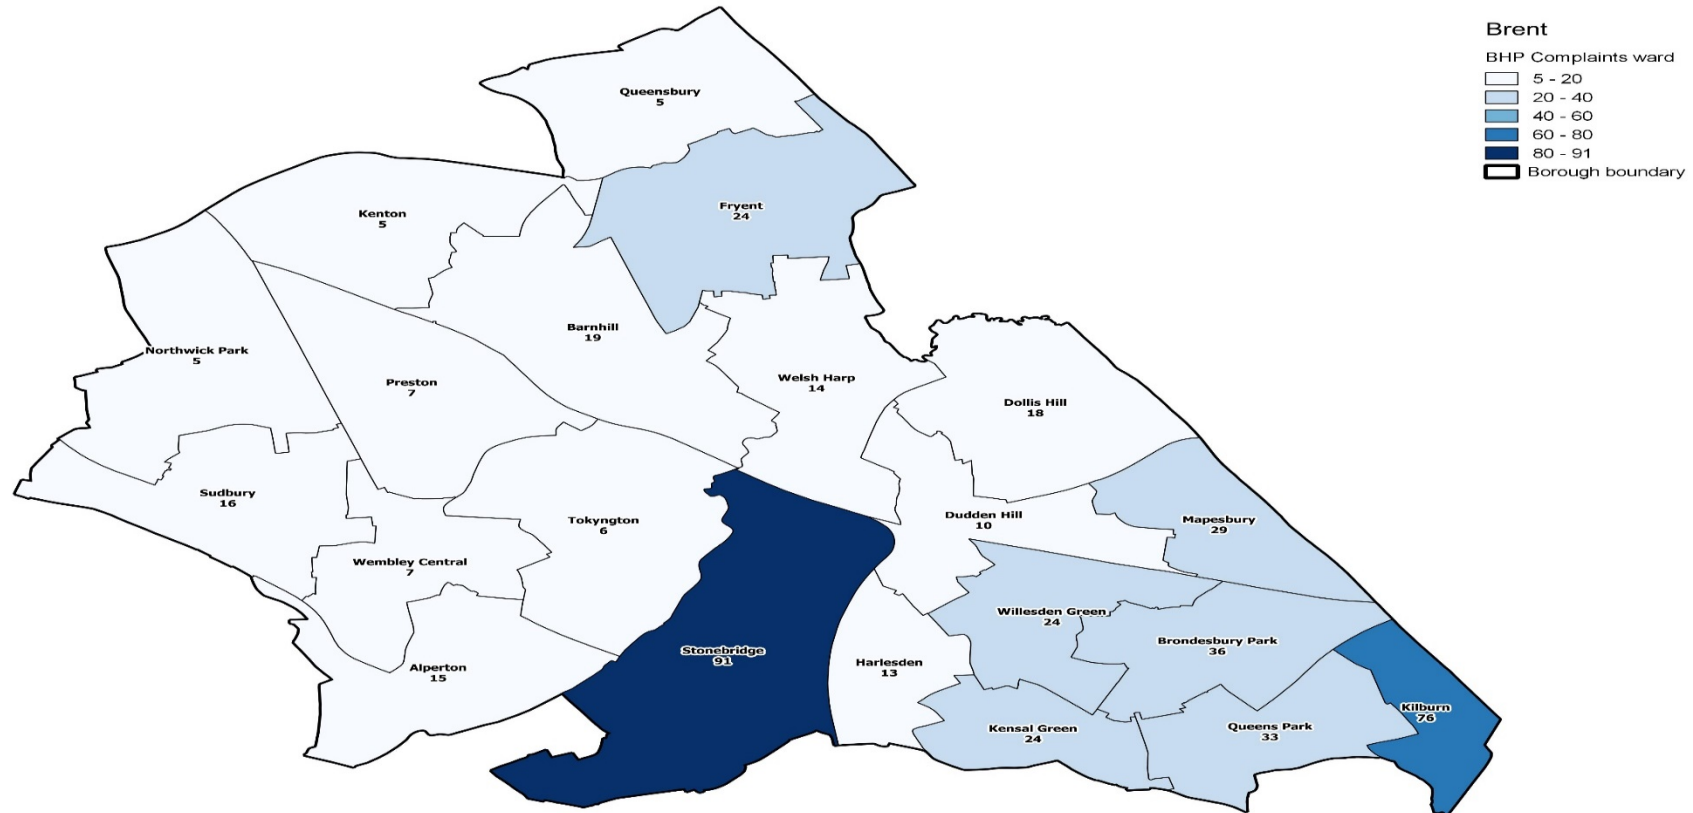 Brent
BHP Complaints ward
5 - 20
20 - 40
40 - 60
60 - 80
80 - 91
Borough boundary
Queensbury
5
Fryent
24
Kenton
5
Barnhill
19
Northwick Park
5
Preston
7
Welsh Harp
14
Dollis Hill
18
Sudbury
16
Tokyngton
6
Dudden Hill
10
Mapesbury
29
Wembley Central
7
Willesden Green
24
Brondesbury Park
36
Stonebridge
91
Harlesden
13
Alperton
15
Kilburn
76
Kensal Green
24
Queens Park
33